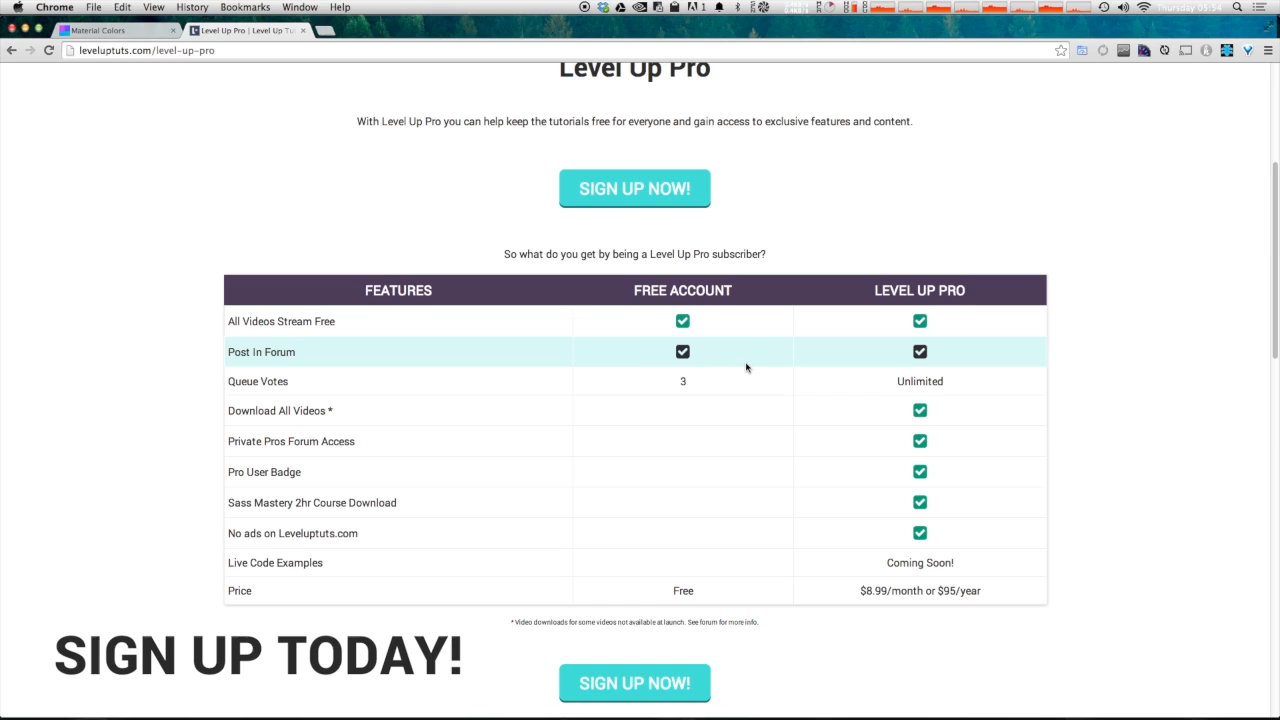 Chrome File Edit View History Bookmarks Window Help
Thursday 05:54
Material Colors
Level Up Pro | Level Up Tu
leveluptuts.com/level-up-pro
Level Up Pro
With Level Up Pro you can help keep the tutorials free for everyone and gain access to exclusive features and content.
SIGN UP NOW!
So what do you get by being a Level Up Pro subscriber?
FEATURES FREE ACCOUNT LEVEL UP PRO
All Videos Stream Free
Post In Forum
Queue Votes 3 Unlimited
Download All Videos *
Private Pros Forum Access
Pro User Badge
Sass Mastery 2hr Course Download
No ads on Leveluptuts.com
Live Code Examples Coming Soon!
Price Free $8.99/month or $95/year
* Video downloads for some videos not available at launch. See forum for more info.
SIGN UP TODAY!
SIGN UP NOW!